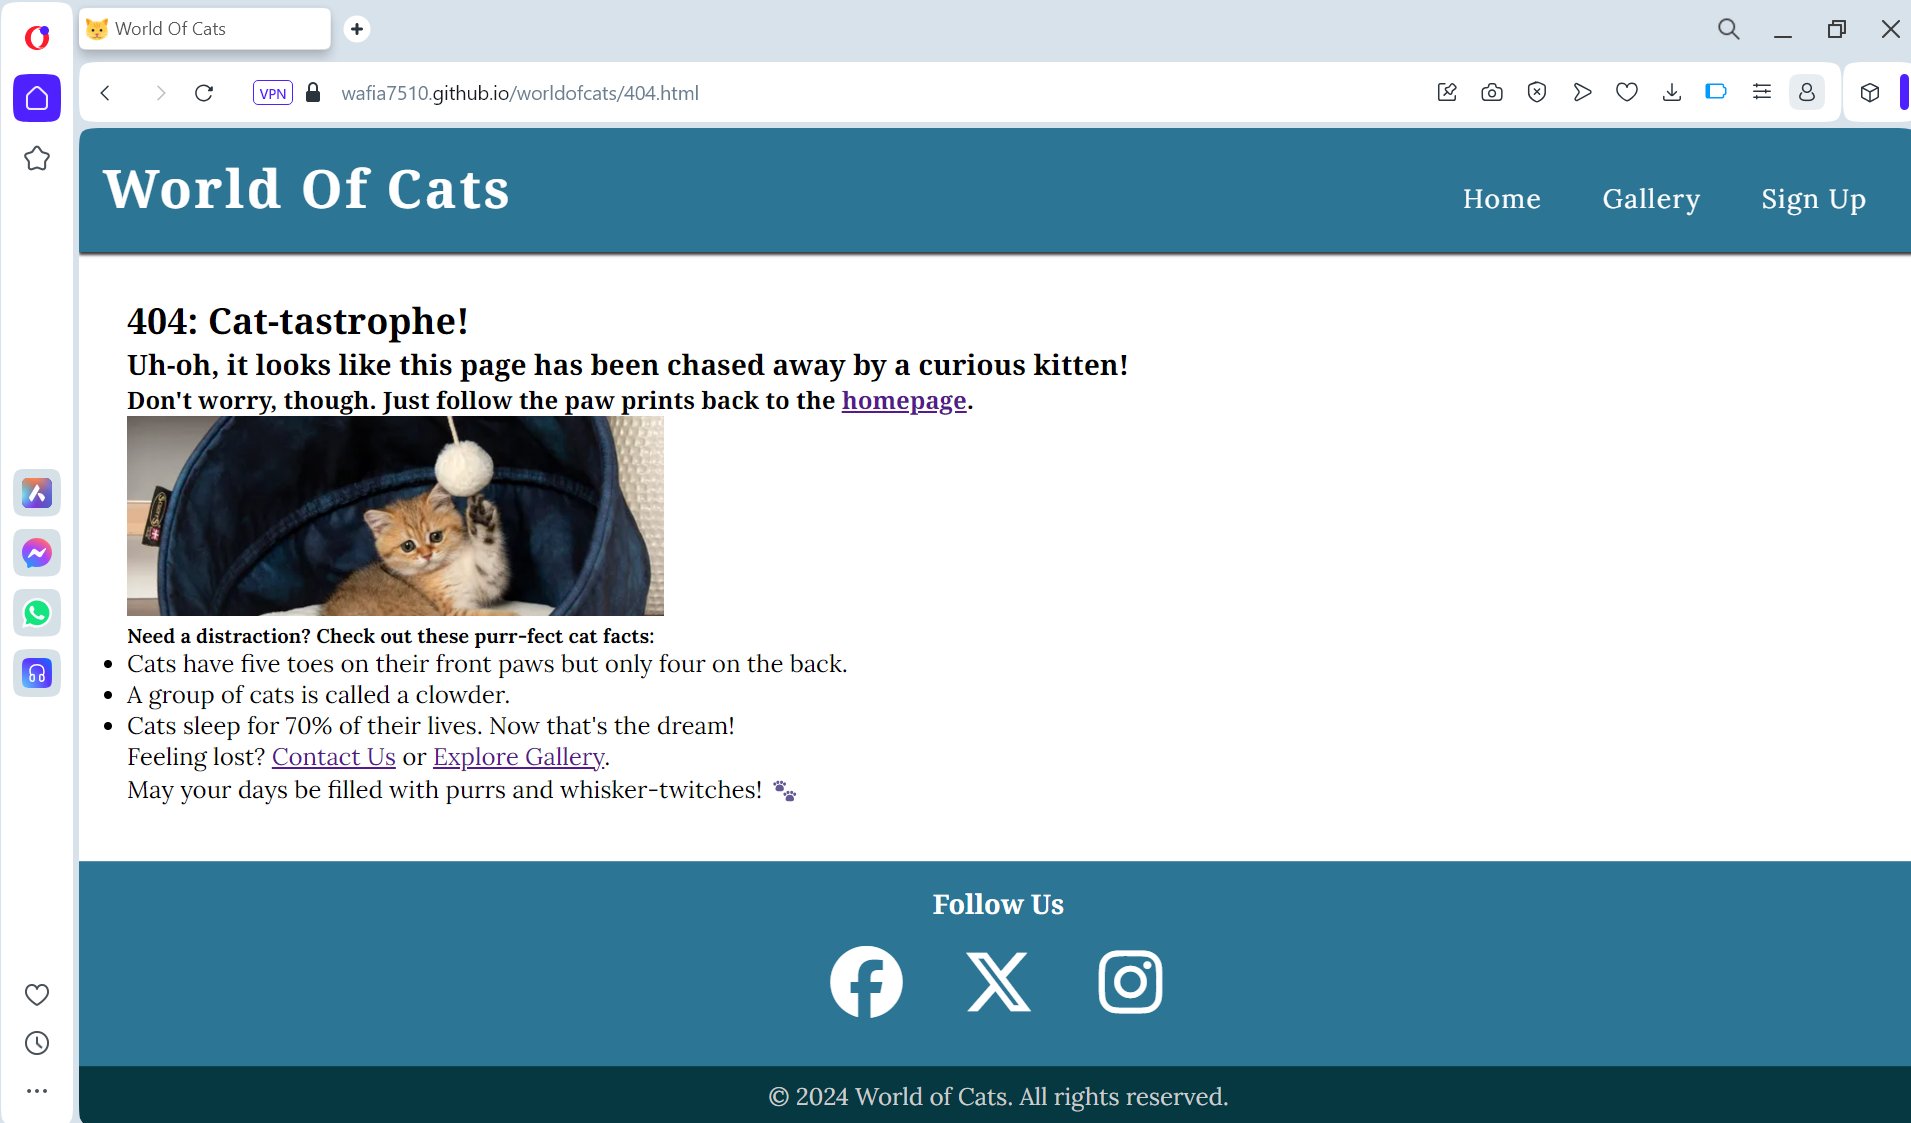 World Of Cats
VPN
wafia7510.github.io/worldofcats/404.html
World Of Cats
Home
Gallery
Sign Up
404: Cat-tastrophe!
Uh-oh, it looks like this page has been chased away by a curious kitten!
Don't worry, though. Just follow the paw prints back to the homepage.
Need a distraction? Check out these purr-fect cat facts:
Cats have five toes on their front paws but only four on the back.
A group of cats is called a clowder.
Cats sleep for 70% of their lives. Now that's the dream!
Feeling lost? Contact Us or Explore Gallery.
May your days be filled with purrs and whisker-twitches! 🐾
Follow Us
© 2024 World of Cats. All rights reserved.